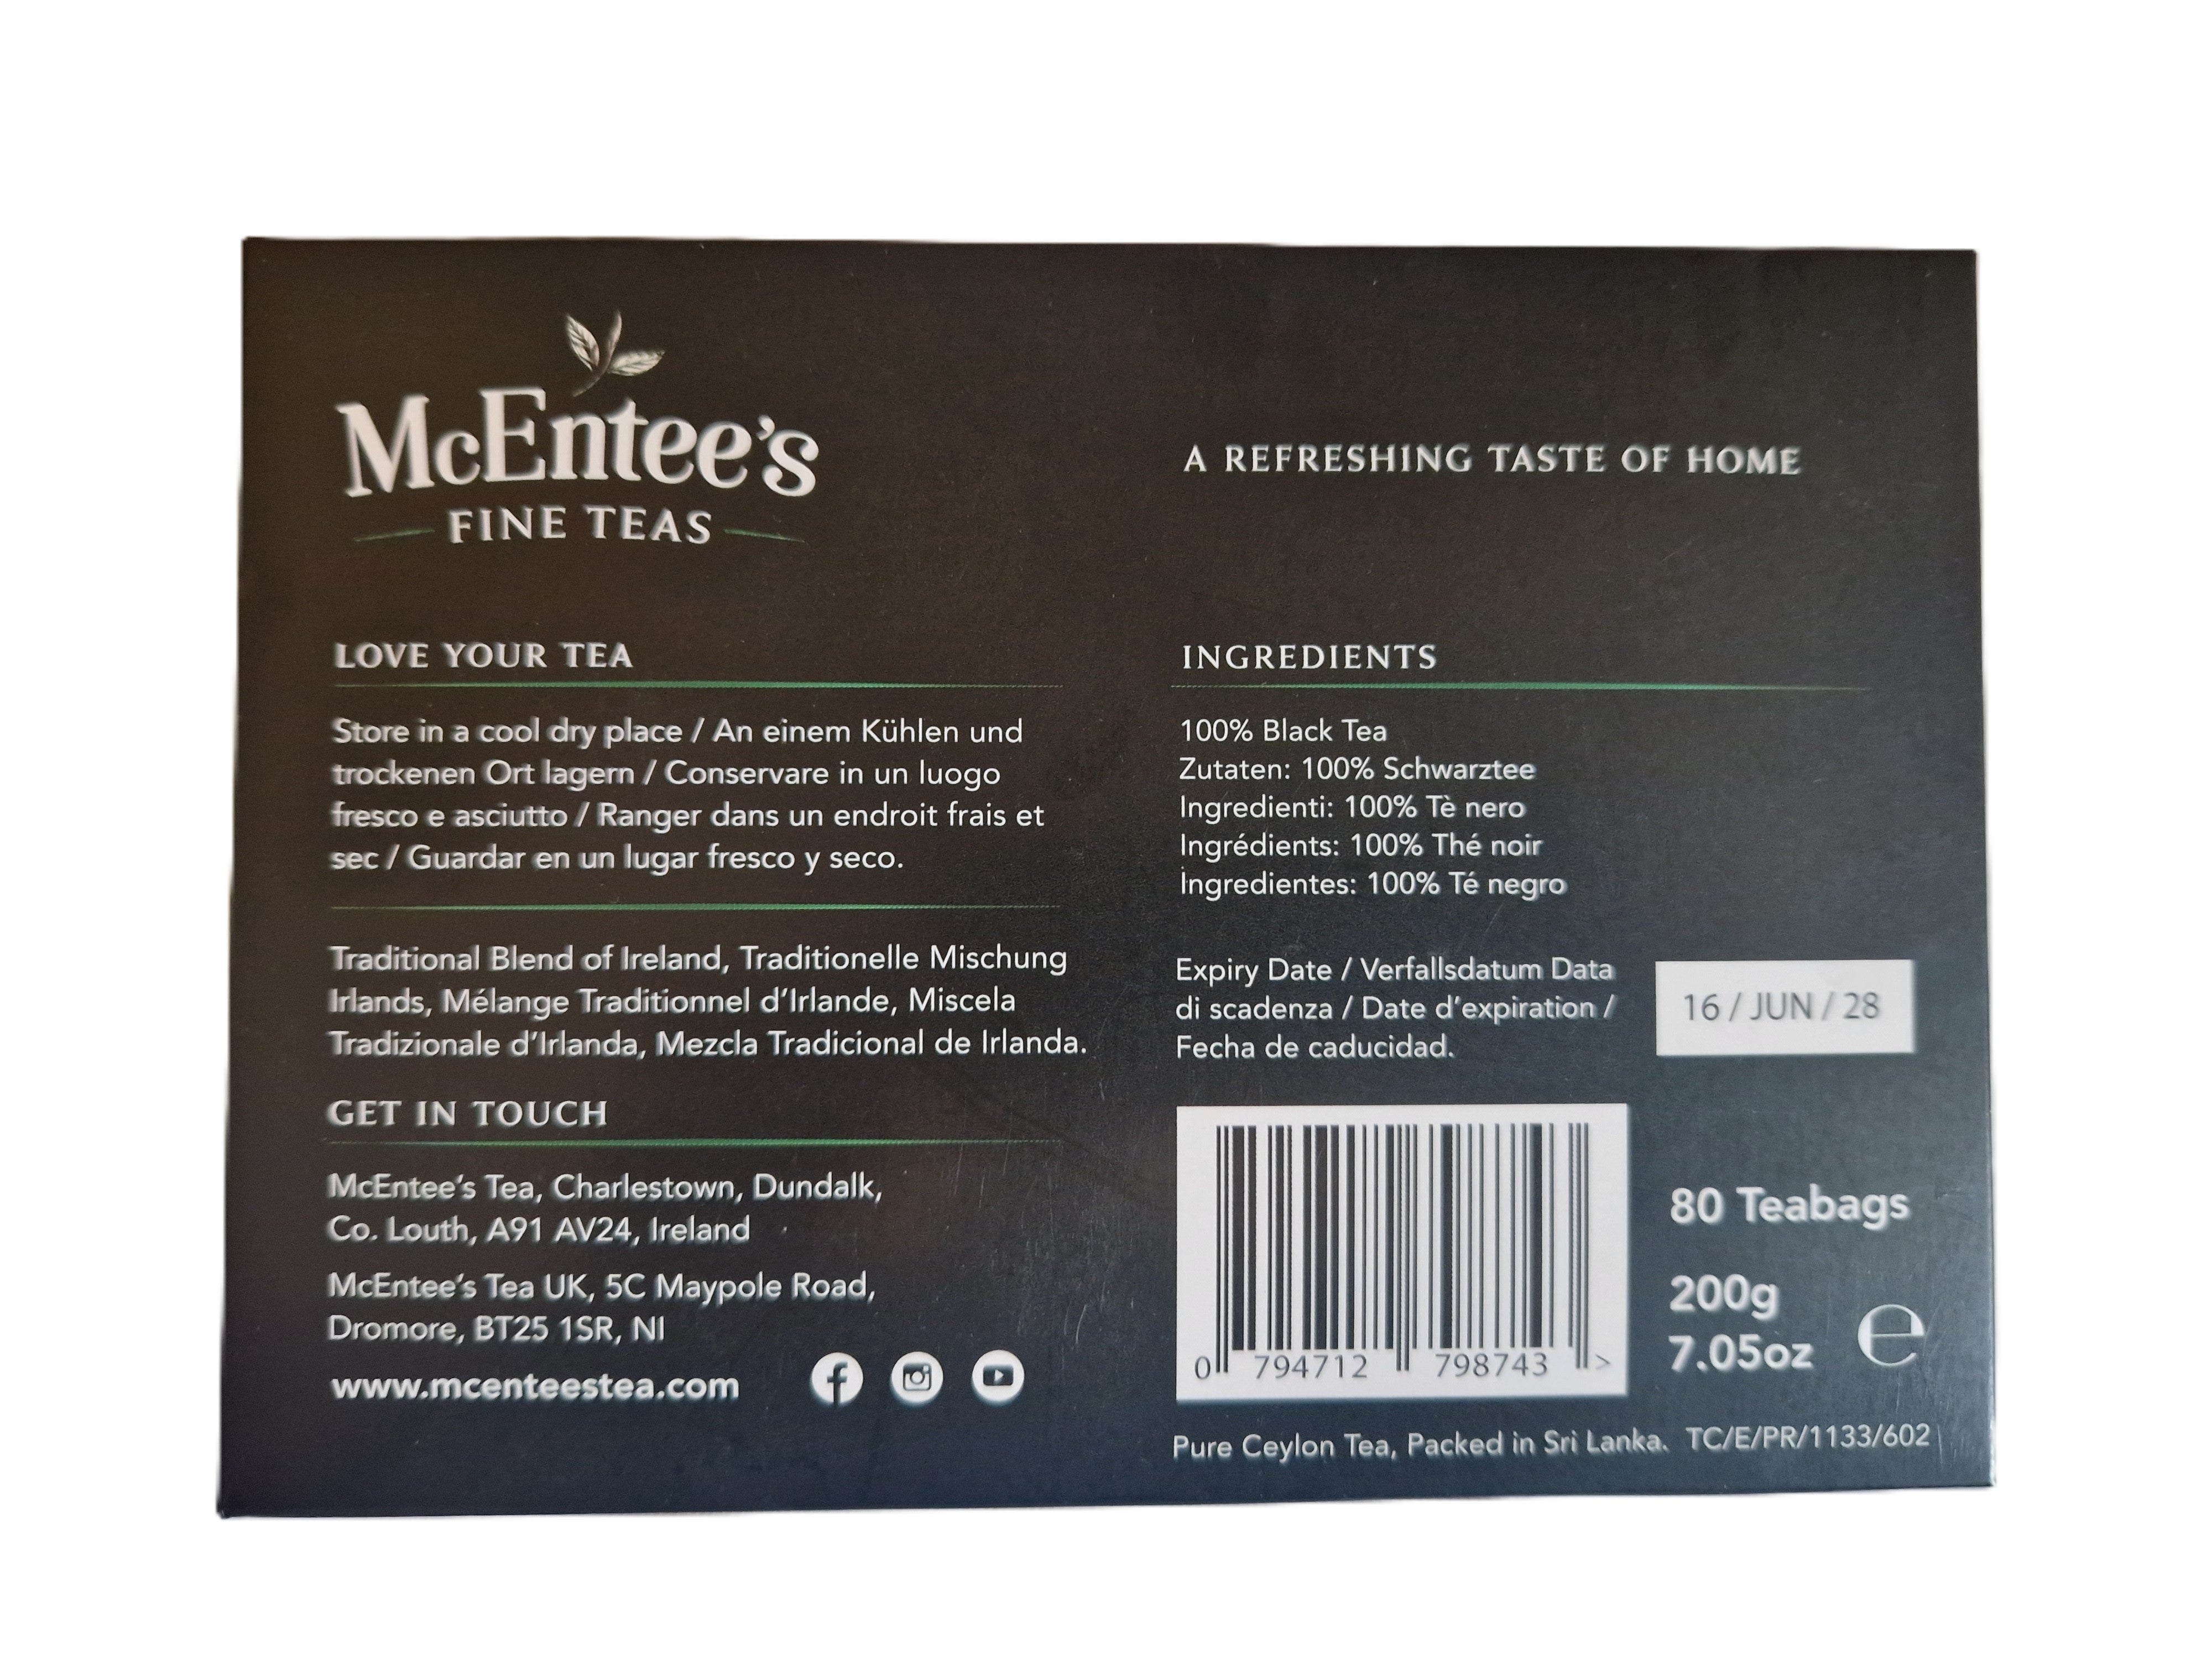 McEntee's
FINE TEAS
A REFRESHING TASTE OF HOME
LOVE YOUR TEA
Store in a cool dry place / An einem Kühlen und
trockenen Ort lagern / Conservare in un luogo
fresco e asciutto / Ranger dans un endroit frais et
sec / Guardar en un lugar fresco y seco.
Traditional Blend of Ireland, Traditionelle Mischung
Irlands, Mélange Traditionnel d'Irlande, Miscela
Tradizionale d'Irlanda, Mezcla Tradicional de Irlanda.
GET IN TOUCH
McEntee's Tea, Charlestown, Dundalk,
Co. Louth, A91 AV24, Ireland
McEntee's Tea UK, 5C Maypole Road,
Dromore, BT25 1SR, NI
www.mcenteestea.com
INGREDIENTS
100% Black Tea
Zutaten: 100% Schwarztee
Ingredienti: 100% Tè nero
Ingrédients: 100% Thé noir
Ingredientes: 100% Té negro
Expiry Date / Verfallsdatum Data
di scadenza / Date d'expiration /
Fecha de caducidad.
16 / JUN / 28
0 794712 798743 >
80 Teabags
200g
7.05oz ℮
Pure Ceylon Tea, Packed in Sri Lanka. TC/E/PR/1133/602